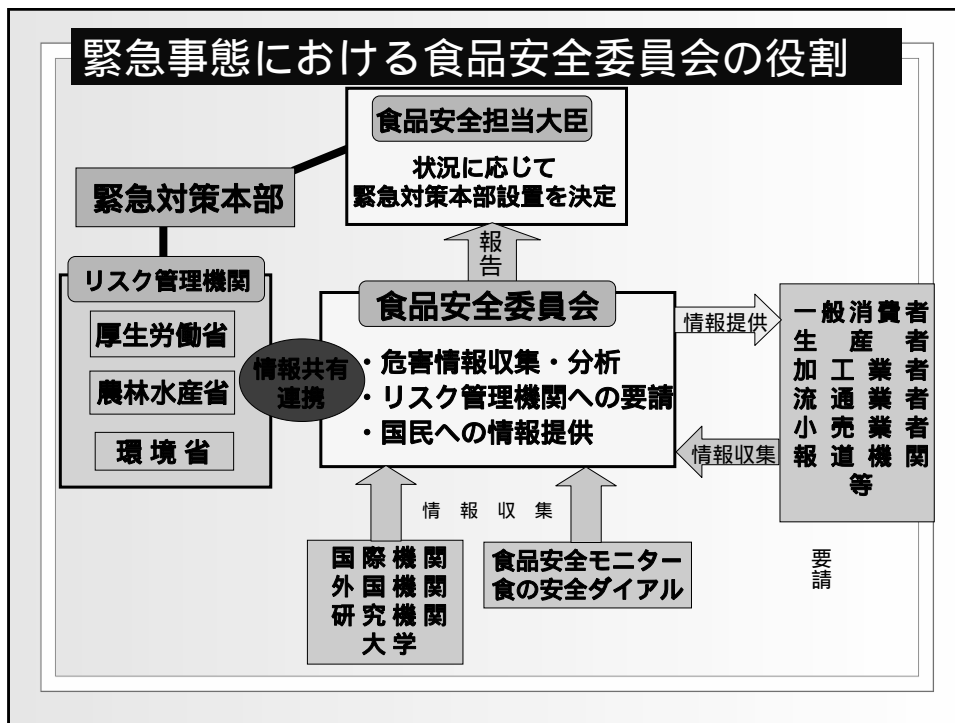 緊急事態における食品安全委員会の役割
食品安全担当大臣
状況に応じて
緊急対策本部設置を決定
緊急対策本部
報告
リスク管理機関
厚生労働省
農林水産省
環境省
情報共有
連携
食品安全委員会
・危害情報収集・分析
・リスク管理機関への要請
・国民への情報提供
情報提供
情報収集
一般消費者
生産者
加工業者
流通業者
小売業者
報道機関
等
情報収集
国際機関
外国機関
研究機関
大学
食品安全モニター
食の安全ダイアル
要請